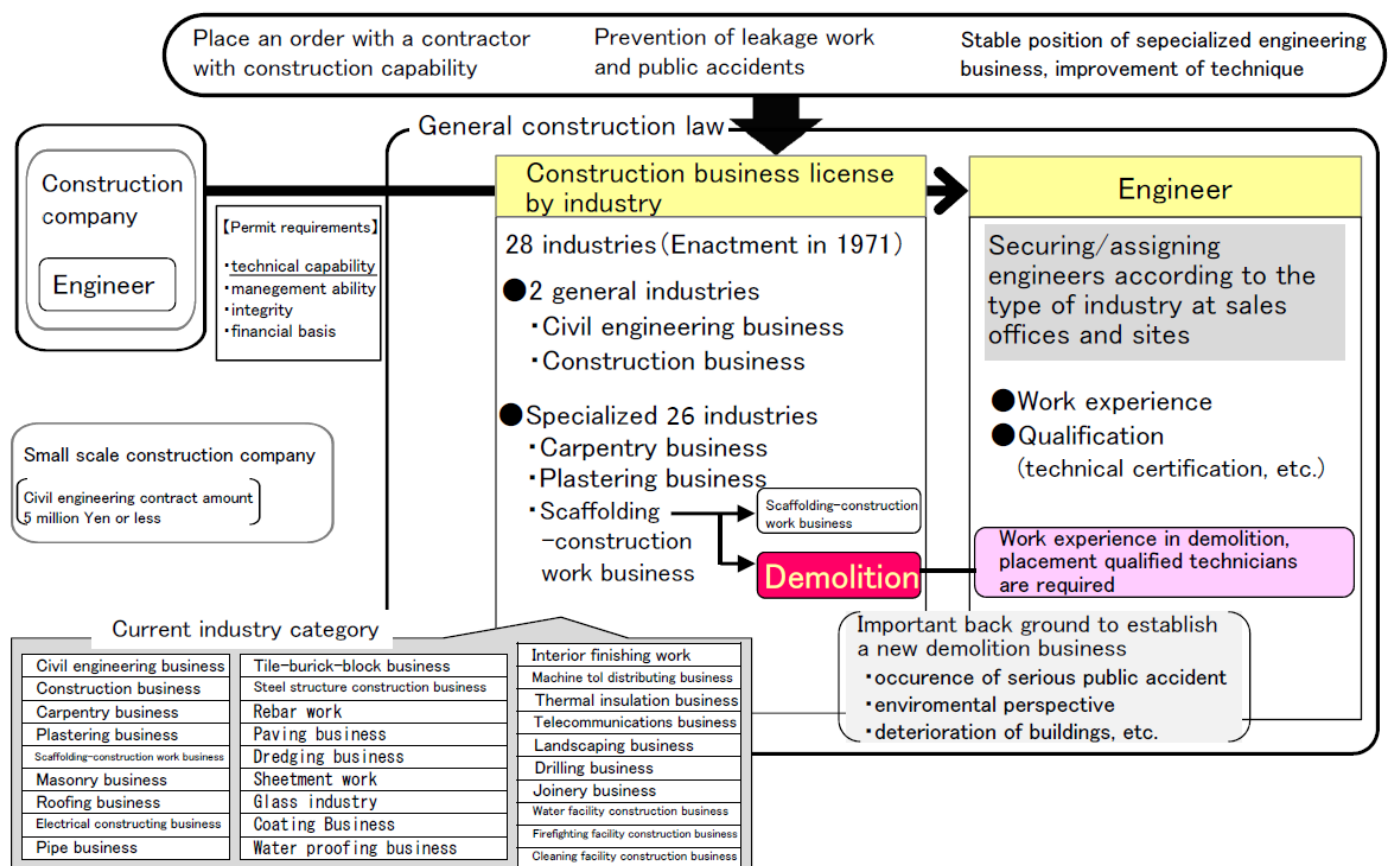 Place an order with a contractor
with construction capability
Prevention of leakage work
and public accidents
Stable position of sepecialized engineering
business, improvement of technique
General construction law
Construction
company
Engineer
【Permit requirements】
・technical capability
・manegement ability
・integrity
・financial basis
Construction business license
by industry
28 industries(Enactment in 1971)
●2 general industries
・Civil engineering business
・Construction business
●Specialized 26 industries
・Carpentry business
・Plastering business
・Scaffolding
-construction
work business
Scaffolding-construction
work business
Demolition
Engineer
Securing/assigning
engineers according to the
type of industry at sales
offices and sites
●Work experience
●Qualification
(technical certification, etc.)
Work experience in demolition,
placement qualified technicians
are required
Important back ground to establish
a new demolition business
・occurence of serious public accident
・enviromental perspective
・deterioration of buildings, etc.
Small scale construction company
Civil engineering contract amount
5 million Yen or less
Current industry category
Civil engineering business
Construction business
Carpentry business
Plastering business
Scaffolding-construction work business
Masonry business
Roofing business
Electrical constructing business
Pipe business
Tile-burick-block business
Steel structure construction business
Rebar work
Paving business
Dredging business
Sheetment work
Glass industry
Coating Business
Water proofing business
Interior finishing work
Machine tol distributing business
Thermal insulation business
Telecommunications business
Landscaping business
Drilling business
Joinery business
Water facility construction business
Firefighting facility construction business
Cleaning facility construction business